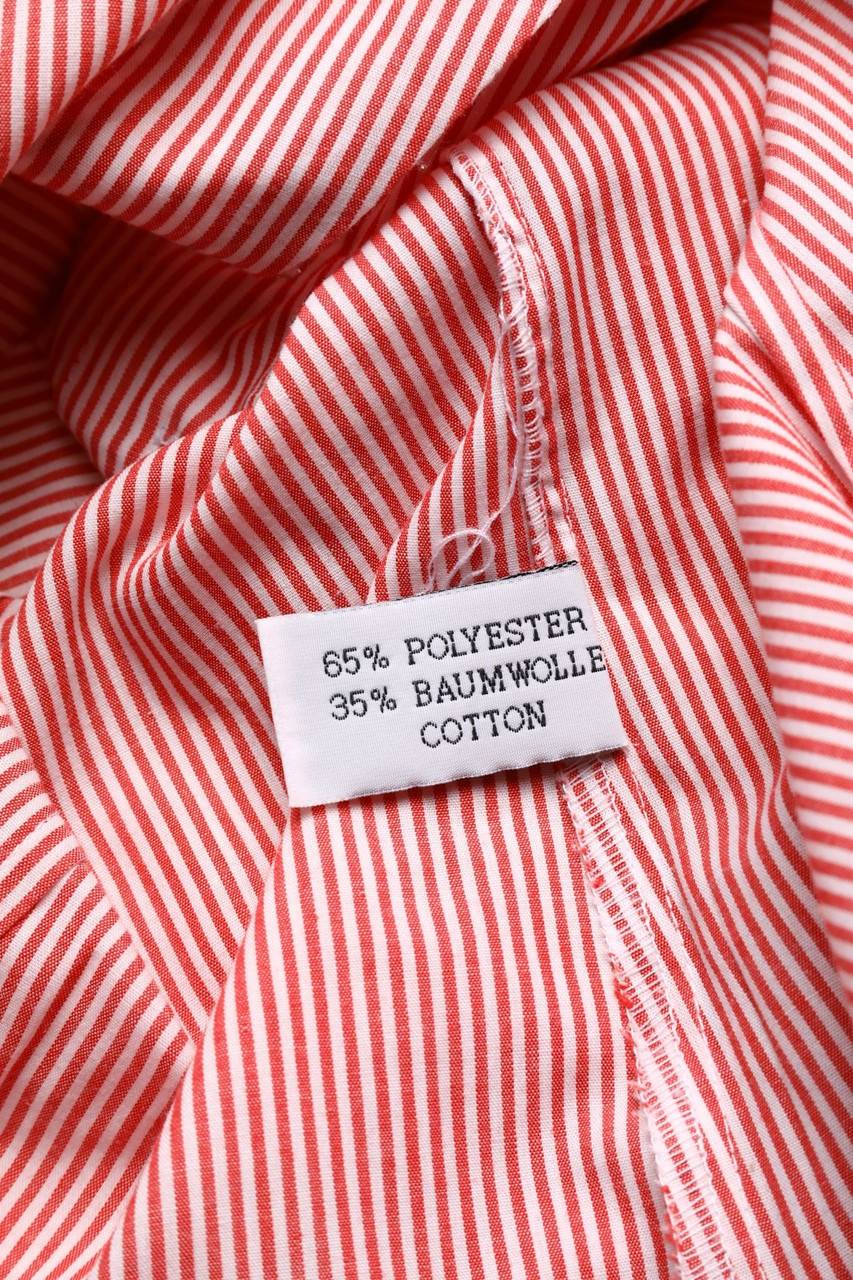 65% POLYESTER
35% BAUMWOLLE
COTTON